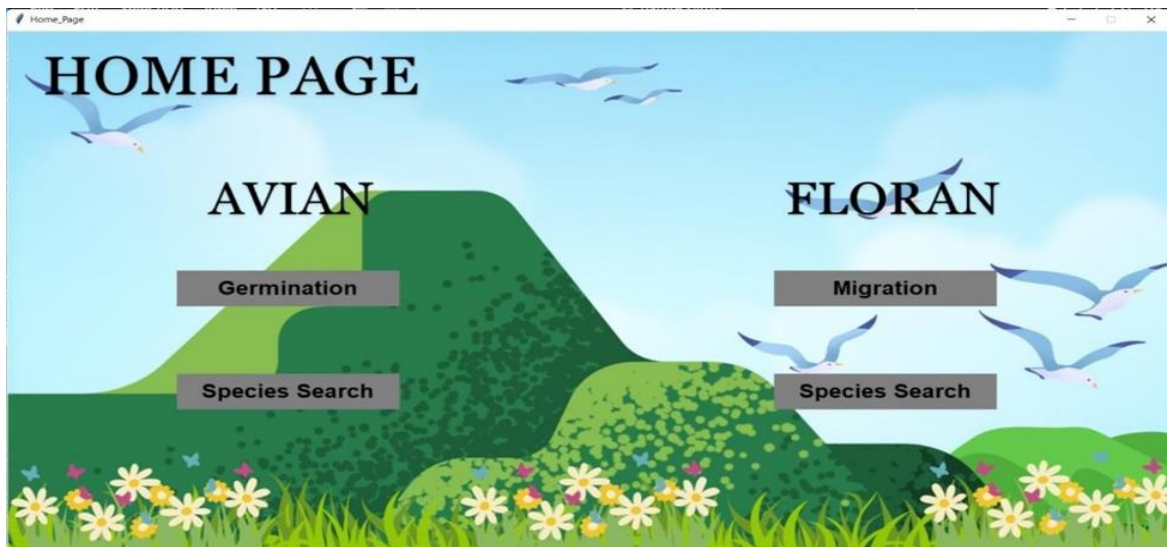 Home_Page
HOME PAGE
AVIAN
FLORAN
Germination
Migration
Species Search
Species Search